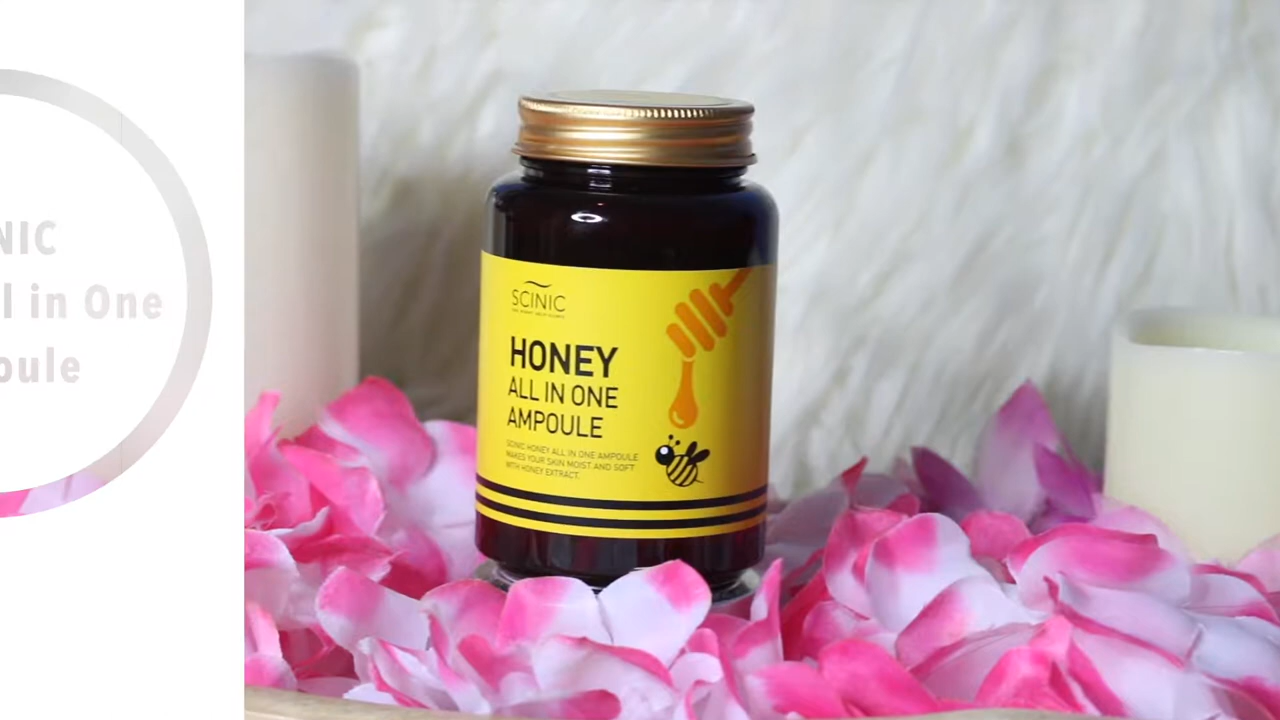 NIC
l in One
oule
SCINIC
HONEY
ALL IN ONE
AMPOULE
SCINIC HONEY ALL IN ONE AMPOULE
MAKES YOUR SKIN MOIST AND SOFT
WITH HONEY EXTRACT.